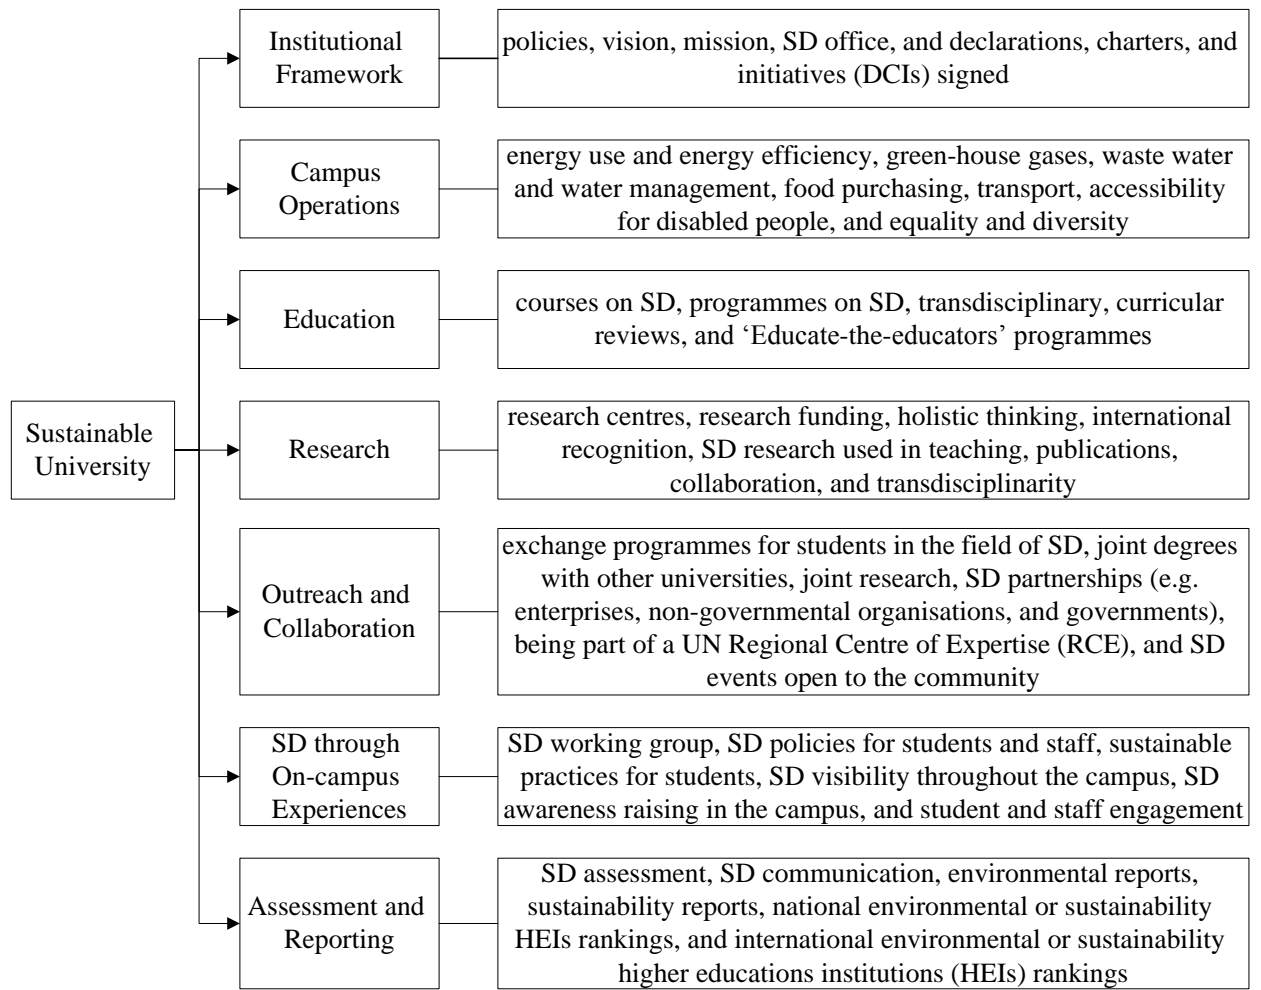 Institutional
Framework
policies, vision, mission, SD office, and declarations, charters, and
initiatives (DCIs) signed
Campus
Operations
energy use and energy efficiency, green-house gases, waste water
and water management, food purchasing, transport, accessibility
for disabled people, and equality and diversity
Education
courses on SD, programmes on SD, transdisciplinary, curricular
reviews, and ‘Educate-the-educators’ programmes
Sustainable
University
Research
research centres, research funding, holistic thinking, international
recognition, SD research used in teaching, publications,
collaboration, and transdisciplinarity
Outreach and
Collaboration
exchange programmes for students in the field of SD, joint degrees
with other universities, joint research, SD partnerships (e.g.
enterprises, non-governmental organisations, and governments),
being part of a UN Regional Centre of Expertise (RCE), and SD
events open to the community
SD through
On-campus
Experiences
SD working group, SD policies for students and staff, sustainable
practices for students, SD visibility throughout the campus, SD
awareness raising in the campus, and student and staff engagement
Assessment and
Reporting
SD assessment, SD communication, environmental reports,
sustainability reports, national environmental or sustainability
HEIs rankings, and international environmental or sustainability
higher educations institutions (HEIs) rankings